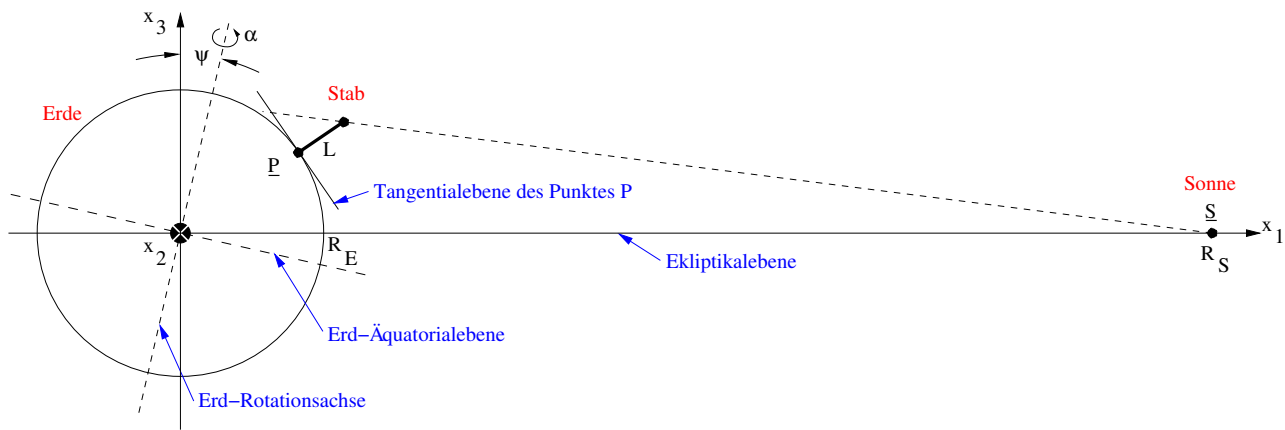 x3
α
ψ
Stab
Erde
L
P
Tangentialebene des Punktes P
Sonne
S
x1
x2
RE
RS
Ekliptikalebene
Erd−Äquatorialebene
Erd−Rotationsachse